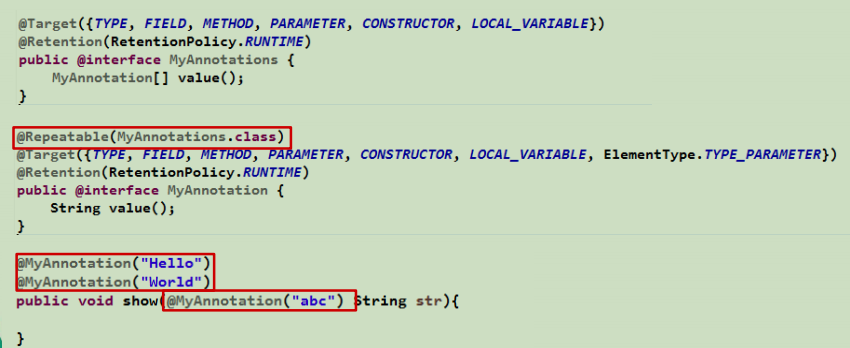 @Target({TYPE, FIELD, METHOD, PARAMETER, CONSTRUCTOR, LOCAL_VARIABLE})
@Retention(RetentionPolicy.RUNTIME)
public @interface MyAnnotations {
    MyAnnotation[] value();
}
@Repeatable(MyAnnotations.class)
@Target({TYPE, FIELD, METHOD, PARAMETER, CONSTRUCTOR, LOCAL_VARIABLE, ElementType.TYPE_PARAMETER})
@Retention(RetentionPolicy.RUNTIME)
public @interface MyAnnotation {
    String value();
}
@MyAnnotation("Hello")
@MyAnnotation("World")
public void show(@MyAnnotation("abc") String str){
}